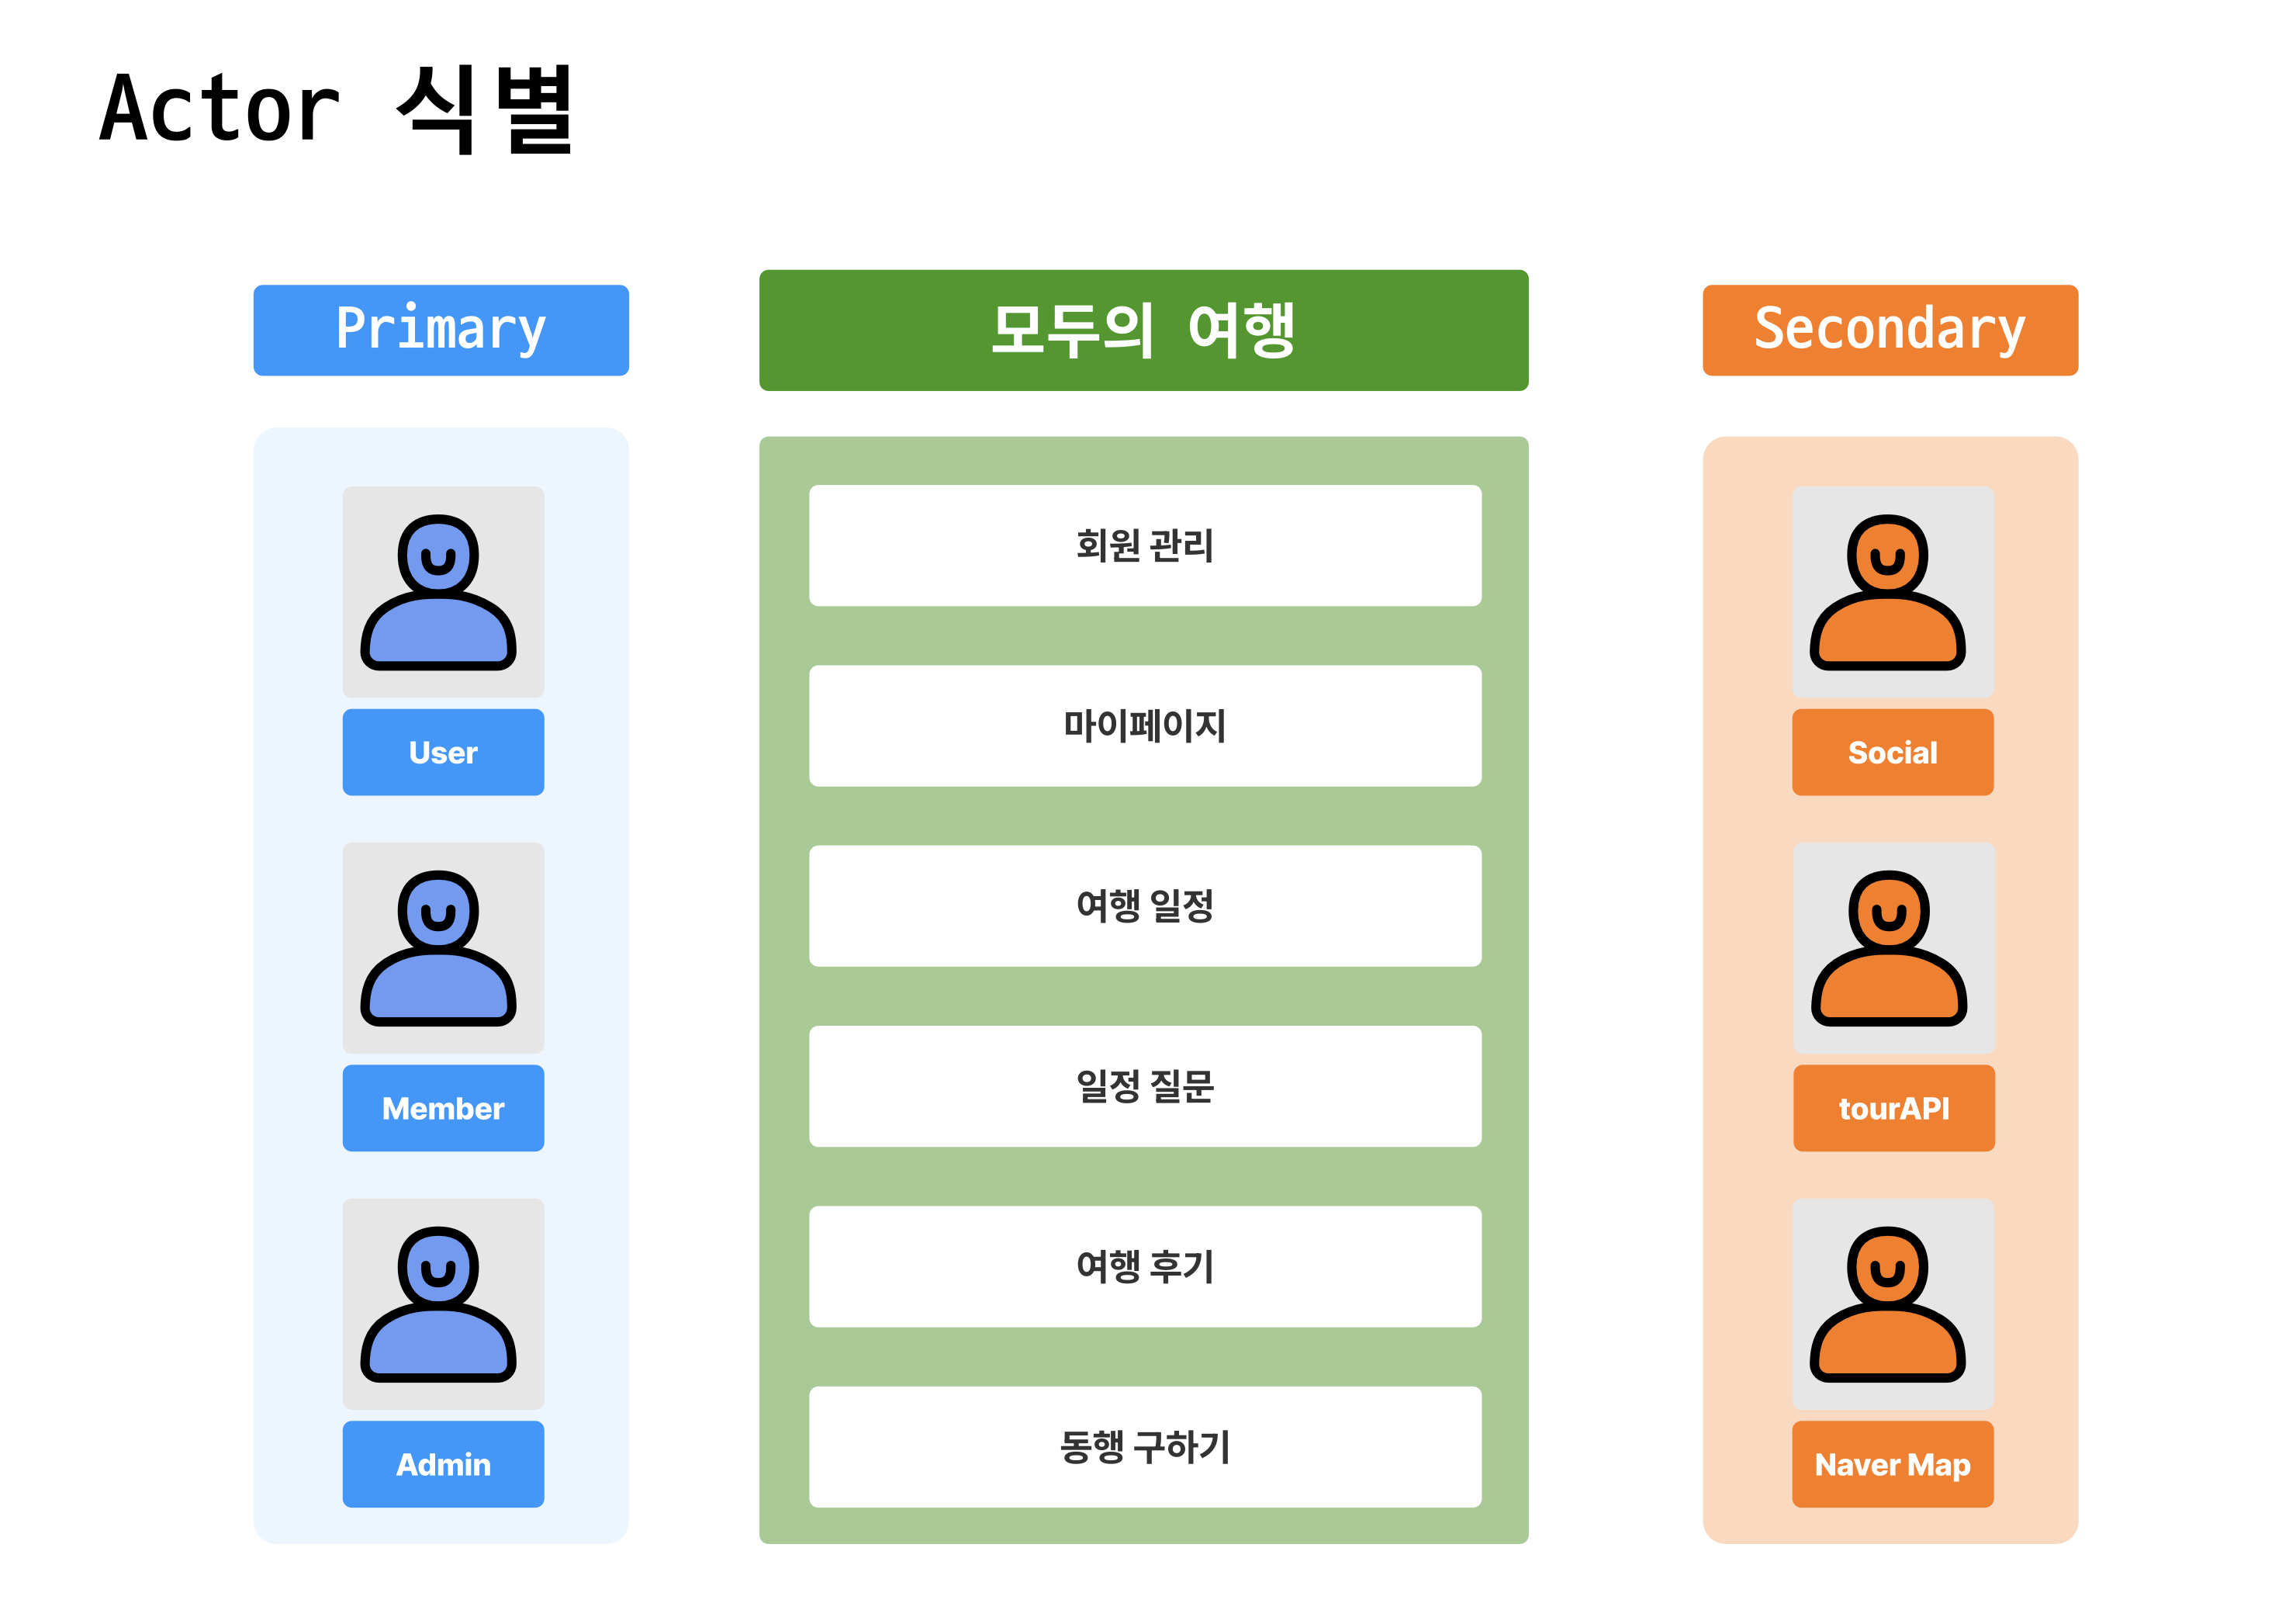 Actor 식별
Primary
모두의 여행
Secondary
User
Member
Admin
회원 관리
마이페이지
여행 일정
일정 질문
여행 후기
동행 구하기
Social
tourAPI
Naver Map